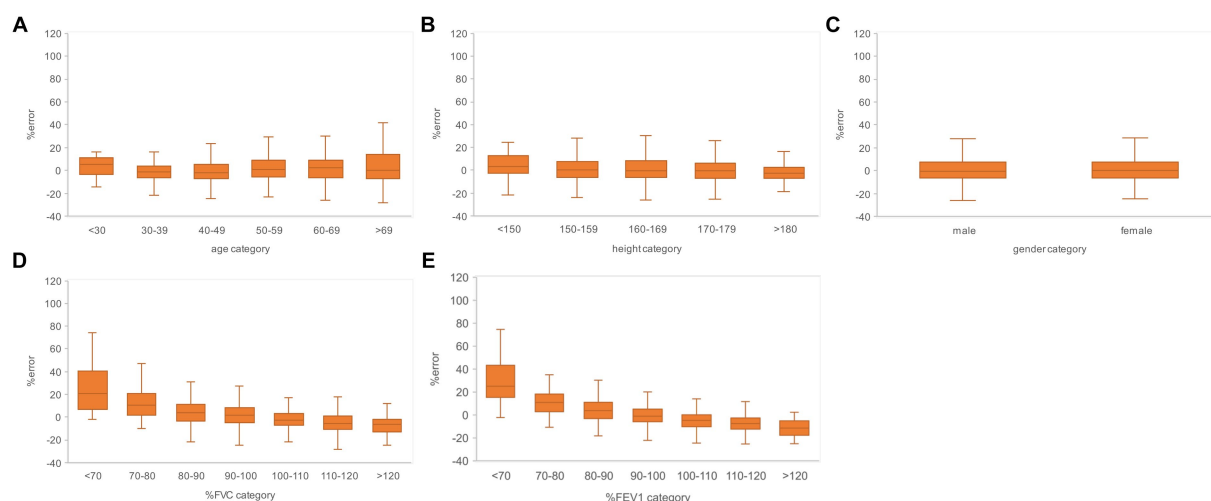 A
120
100
80
60
40
20
0
-20
-40
%error
<30 30-39 40-49 50-59 60-69 >69
age category
B
120
100
80
60
40
20
0
-20
-40
%error
<150 150-159 160-169 170-179 >180
height category
C
120
100
80
60
40
20
0
-20
-40
%error
male female
gender category
D
120
100
80
60
40
20
0
-20
-40
%error
<70 70-80 80-90 90-100 100-110 110-120 >120
%FVC category
E
120
100
80
60
40
20
0
-20
-40
%error
<70 70-80 80-90 90-100 100-110 110-120 >120
%FEV1 category